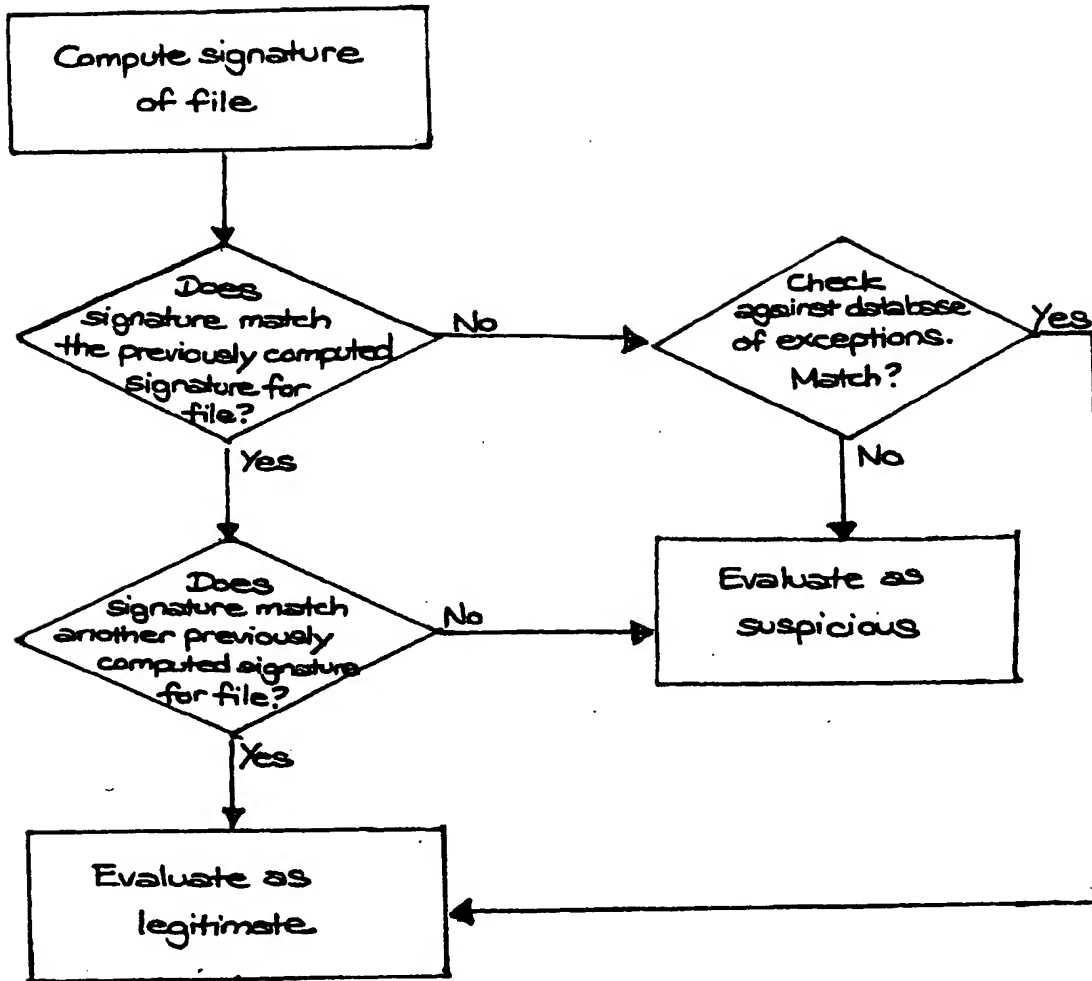 Compute signature
of file
Does
signature match
the previously computed
signature for
file?
No
Yes
Check
against database
of exceptions.
Match?
Yes
No
Does
signature match
another previously
computed signature
for file?
No
Yes
Evaluate as
suspicious
Evaluate as
legitimate